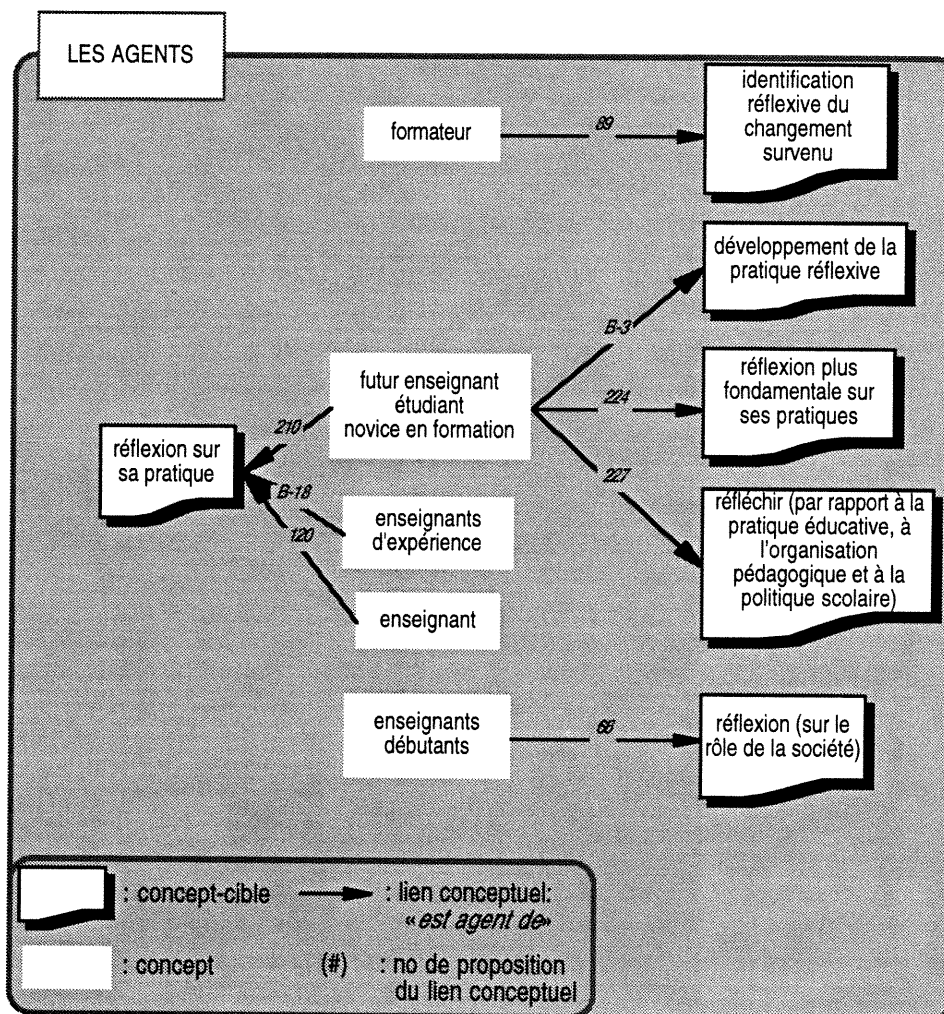 LES AGENTS
formateur
89
identification
réflexive du
changement
survenu
développement de la
pratique réflexive
B-3
futur enseignant
étudiant
novice en formation
224
réflexion plus
fondamentale sur
ses pratiques
210
réflexion sur
sa pratique
B-18
227
120
enseignants
d'expérience
réfléchir (par rapport à la
pratique éducative, à
l'organisation
pédagogique et à la
politique scolaire)
enseignant
enseignants
débutants
66
réflexion (sur le
rôle de la société)
: concept-cible
: lien conceptuel:
«est agent de»
: concept
(#) : no de proposition
du lien conceptuel